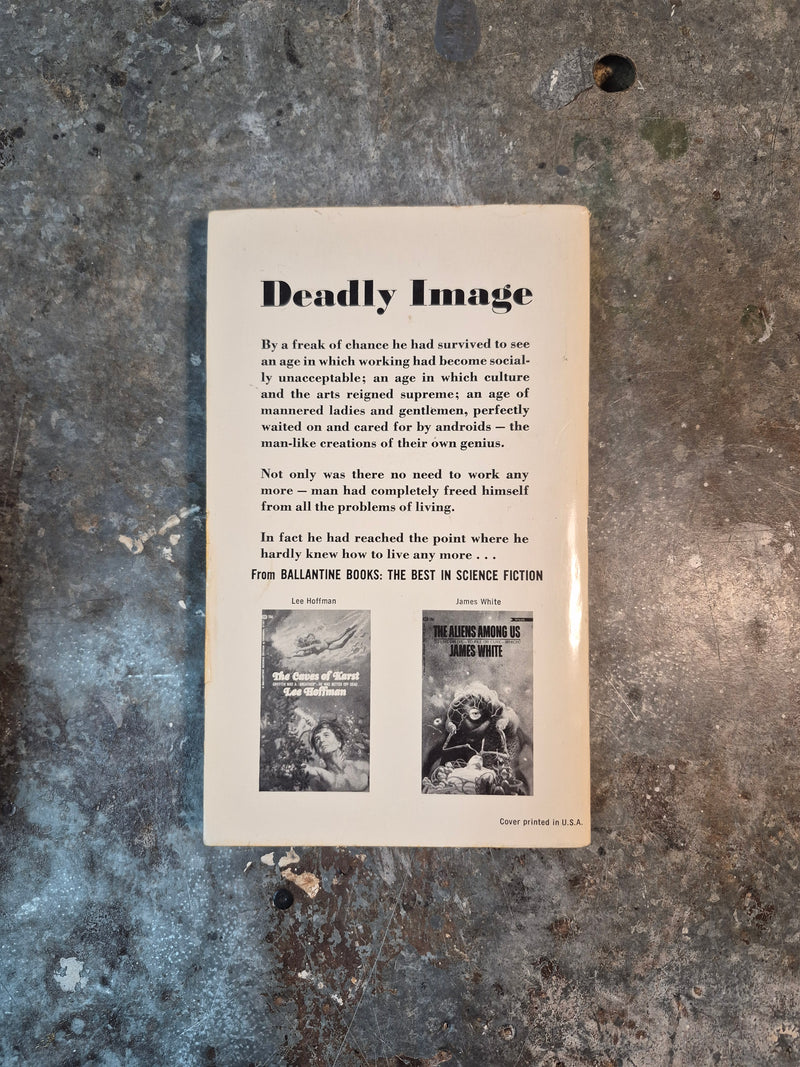 Deadly Image
By a freak of chance he had survived to see
an age in which working had become social-
ly unacceptable; an age in which culture
and the arts reigned supreme; an age of
mannered ladies and gentlemen, perfectly
waited on and cared for by androids — the
man-like creations of their own genius.
Not only was there no need to work any
more — man had completely freed himself
from all the problems of living.
In fact he had reached the point where he
hardly knew how to live any more . . .
From BALLANTINE BOOKS: THE BEST IN SCIENCE FICTION
Lee Hoffman
The Caves of Karst
Lee Hoffman
James White
THE ALIENS AMONG US
JAMES WHITE
Cover printed in U.S.A.